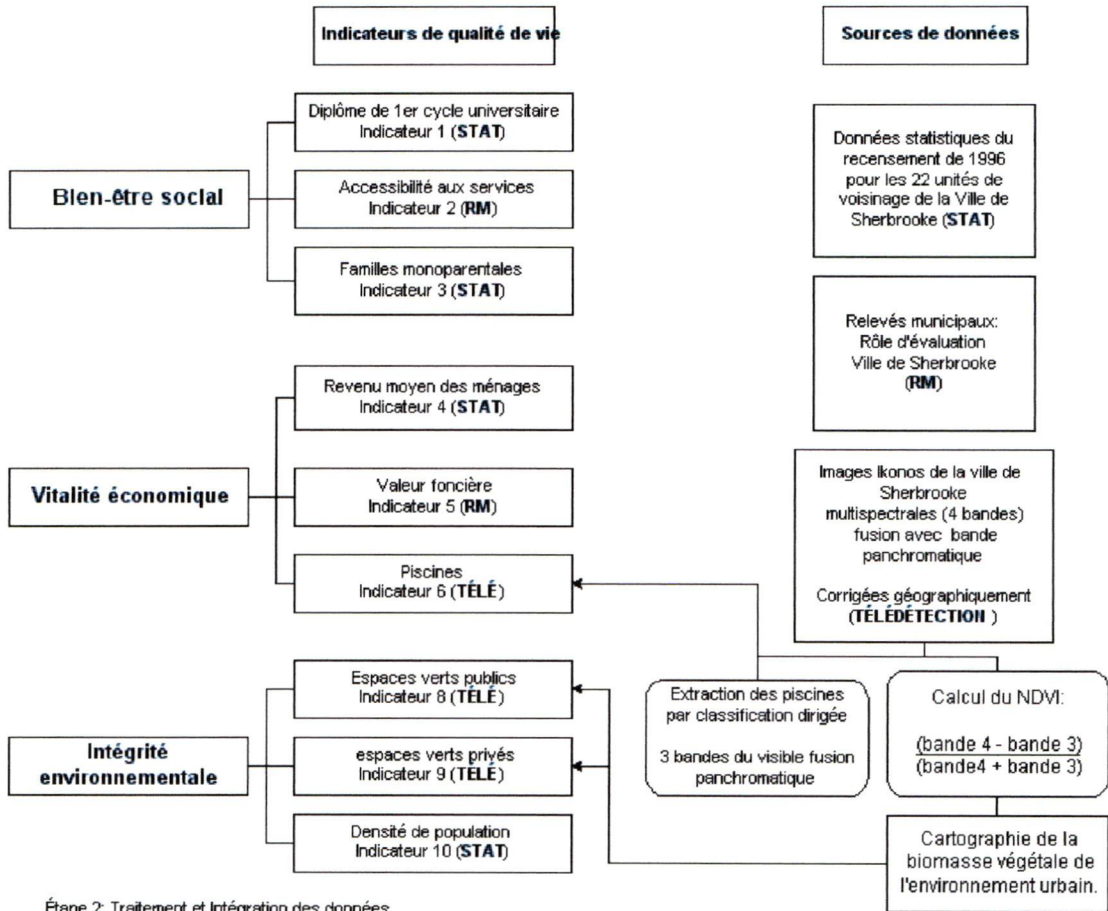 Indicateurs de qualité de vie
Sources de données
Diplôme de 1er cycle universitaire
Indicateur 1 (STAT)
Bien-être social
Accessibilité aux services
Indicateur 2 (RM)
Familles monoparentales
Indicateur 3 (STAT)
Données statistiques du
recensement de 1996
pour les 22 unités de
voisinage de la Ville de
Sherbrooke (STAT)
Relevés municipaux:
Rôle d'évaluation
Ville de Sherbrooke
(RM)
Revenu moyen des ménages
Indicateur 4 (STAT)
Vitalité économique
Valeur foncière
Indicateur 5 (RM)
Piscines
Indicateur 6 (TÉLÉ)
Images Ikonos de la ville de
Sherbrooke
multispectrales (4 bandes)
fusion avec bande
panchromatique
Corrigées géographiquement
(TÉLÉDÉTECTION )
Espaces verts publics
Indicateur 8 (TÉLÉ)
Intégrité
environnementale
espaces verts privés
Indicateur 9 (TÉLÉ)
Densité de population
Indicateur 10 (STAT)
Extraction des piscines
par classification dirigée
3 bandes du visible fusion
panchromatique
Calcul du NDVI:
(bande 4 - bande 3)
(bande4 + bande 3)
Cartographie de la
biomasse végétale de
l'environnement urbain.
Étape 2: Traitement et Intégration des données